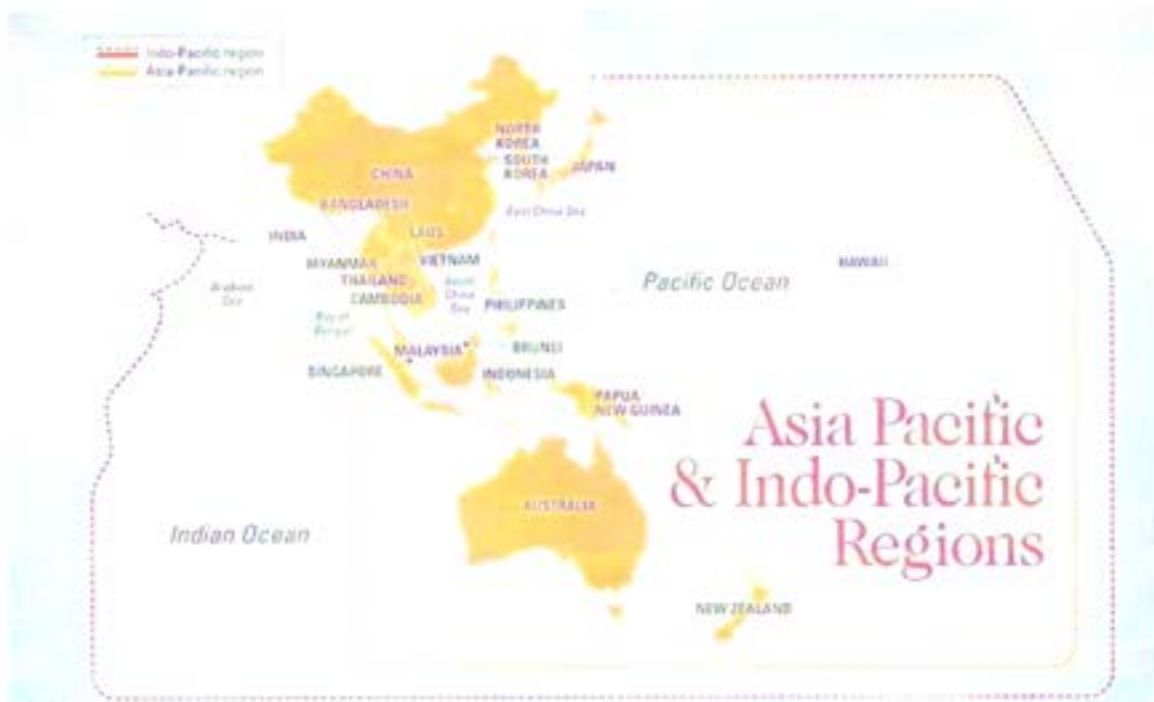 Indo-Pacific region
Asia-Pacific region
NORTH
KOREA
SOUTH
KOREA
JAPAN
CHINA
BANGLADESH
East China Sea
LAOS
INDIA
MYANMAR
VIETNAM
THAILAND
CAMBODIA
South
China
Sea
Arabian
Sea
Pacific Ocean
HAWAII
PHILIPPINES
Bay of
Bengal
MALAYSIA
BRUNEI
SINGAPORE
INDONESIA
PAPUA
NEW GUINEA
Asia Pacific
& Indo-Pacific
Regions
AUSTRALIA
Indian Ocean
NEW ZEALAND